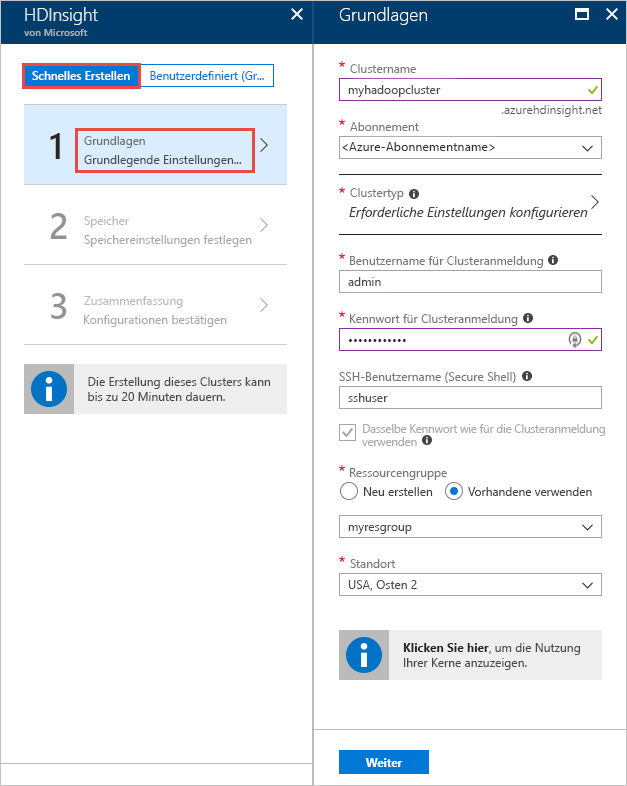 HDInsight
von Microsoft
Schnelles Erstellen
Benutzerdefiniert (Gr...
1
Grundlagen
Grundlegende Einstellungen...
2
Speicher
Speichereinstellungen festlegen
3
Zusammenfassung
Konfigurationen bestätigen
Die Erstellung dieses Clusters kann
bis zu 20 Minuten dauern.
Grundlagen
* Clustername
myhadoopcluster
.azurehdinsight.net
* Abonnement
<Azure-Abonnementname>
* Clustertyp
Erforderliche Einstellungen konfigurieren
* Benutzername für Clusteranmeldung
admin
* Kennwort für Clusteranmeldung
••••••••••••
SSH-Benutzername (Secure Shell)
sshuser
Dasselbe Kennwort wie für die Clusteranmeldung
verwenden
* Ressourcengruppe
Neu erstellen
Vorhandene verwenden
myresgroup
* Standort
USA, Osten 2
Klicken Sie hier, um die Nutzung
Ihrer Kerne anzuzeigen.
Weiter